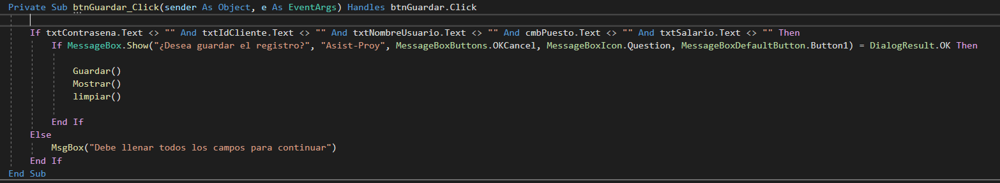 Private Sub btnGuardar_Click(sender As Object, e As EventArgs) Handles btnGuardar.Click
If txtContrasena.Text <> "" And txtIdCliente.Text <> "" And txtNombreUsuario.Text <> "" And cmbPuesto.Text <> "" And txtSalario.Text <> "" Then
If MessageBox.Show("¿Desea guardar el registro?", "Asist-Proy", MessageBoxButtons.OKCancel, MessageBoxIcon.Question, MessageBoxDefaultButton.Button1) = DialogResult.OK Then
Guardar()
Mostrar()
limpiar()
End If
Else
MsgBox("Debe llenar todos los campos para continuar")
End If
End Sub